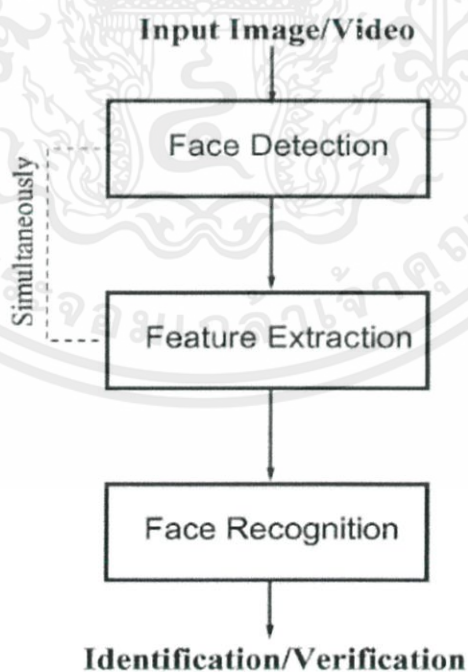 Input Image/Video
Face Detection
Simultaneously
Feature Extraction
Face Recognition
Identification/Verification